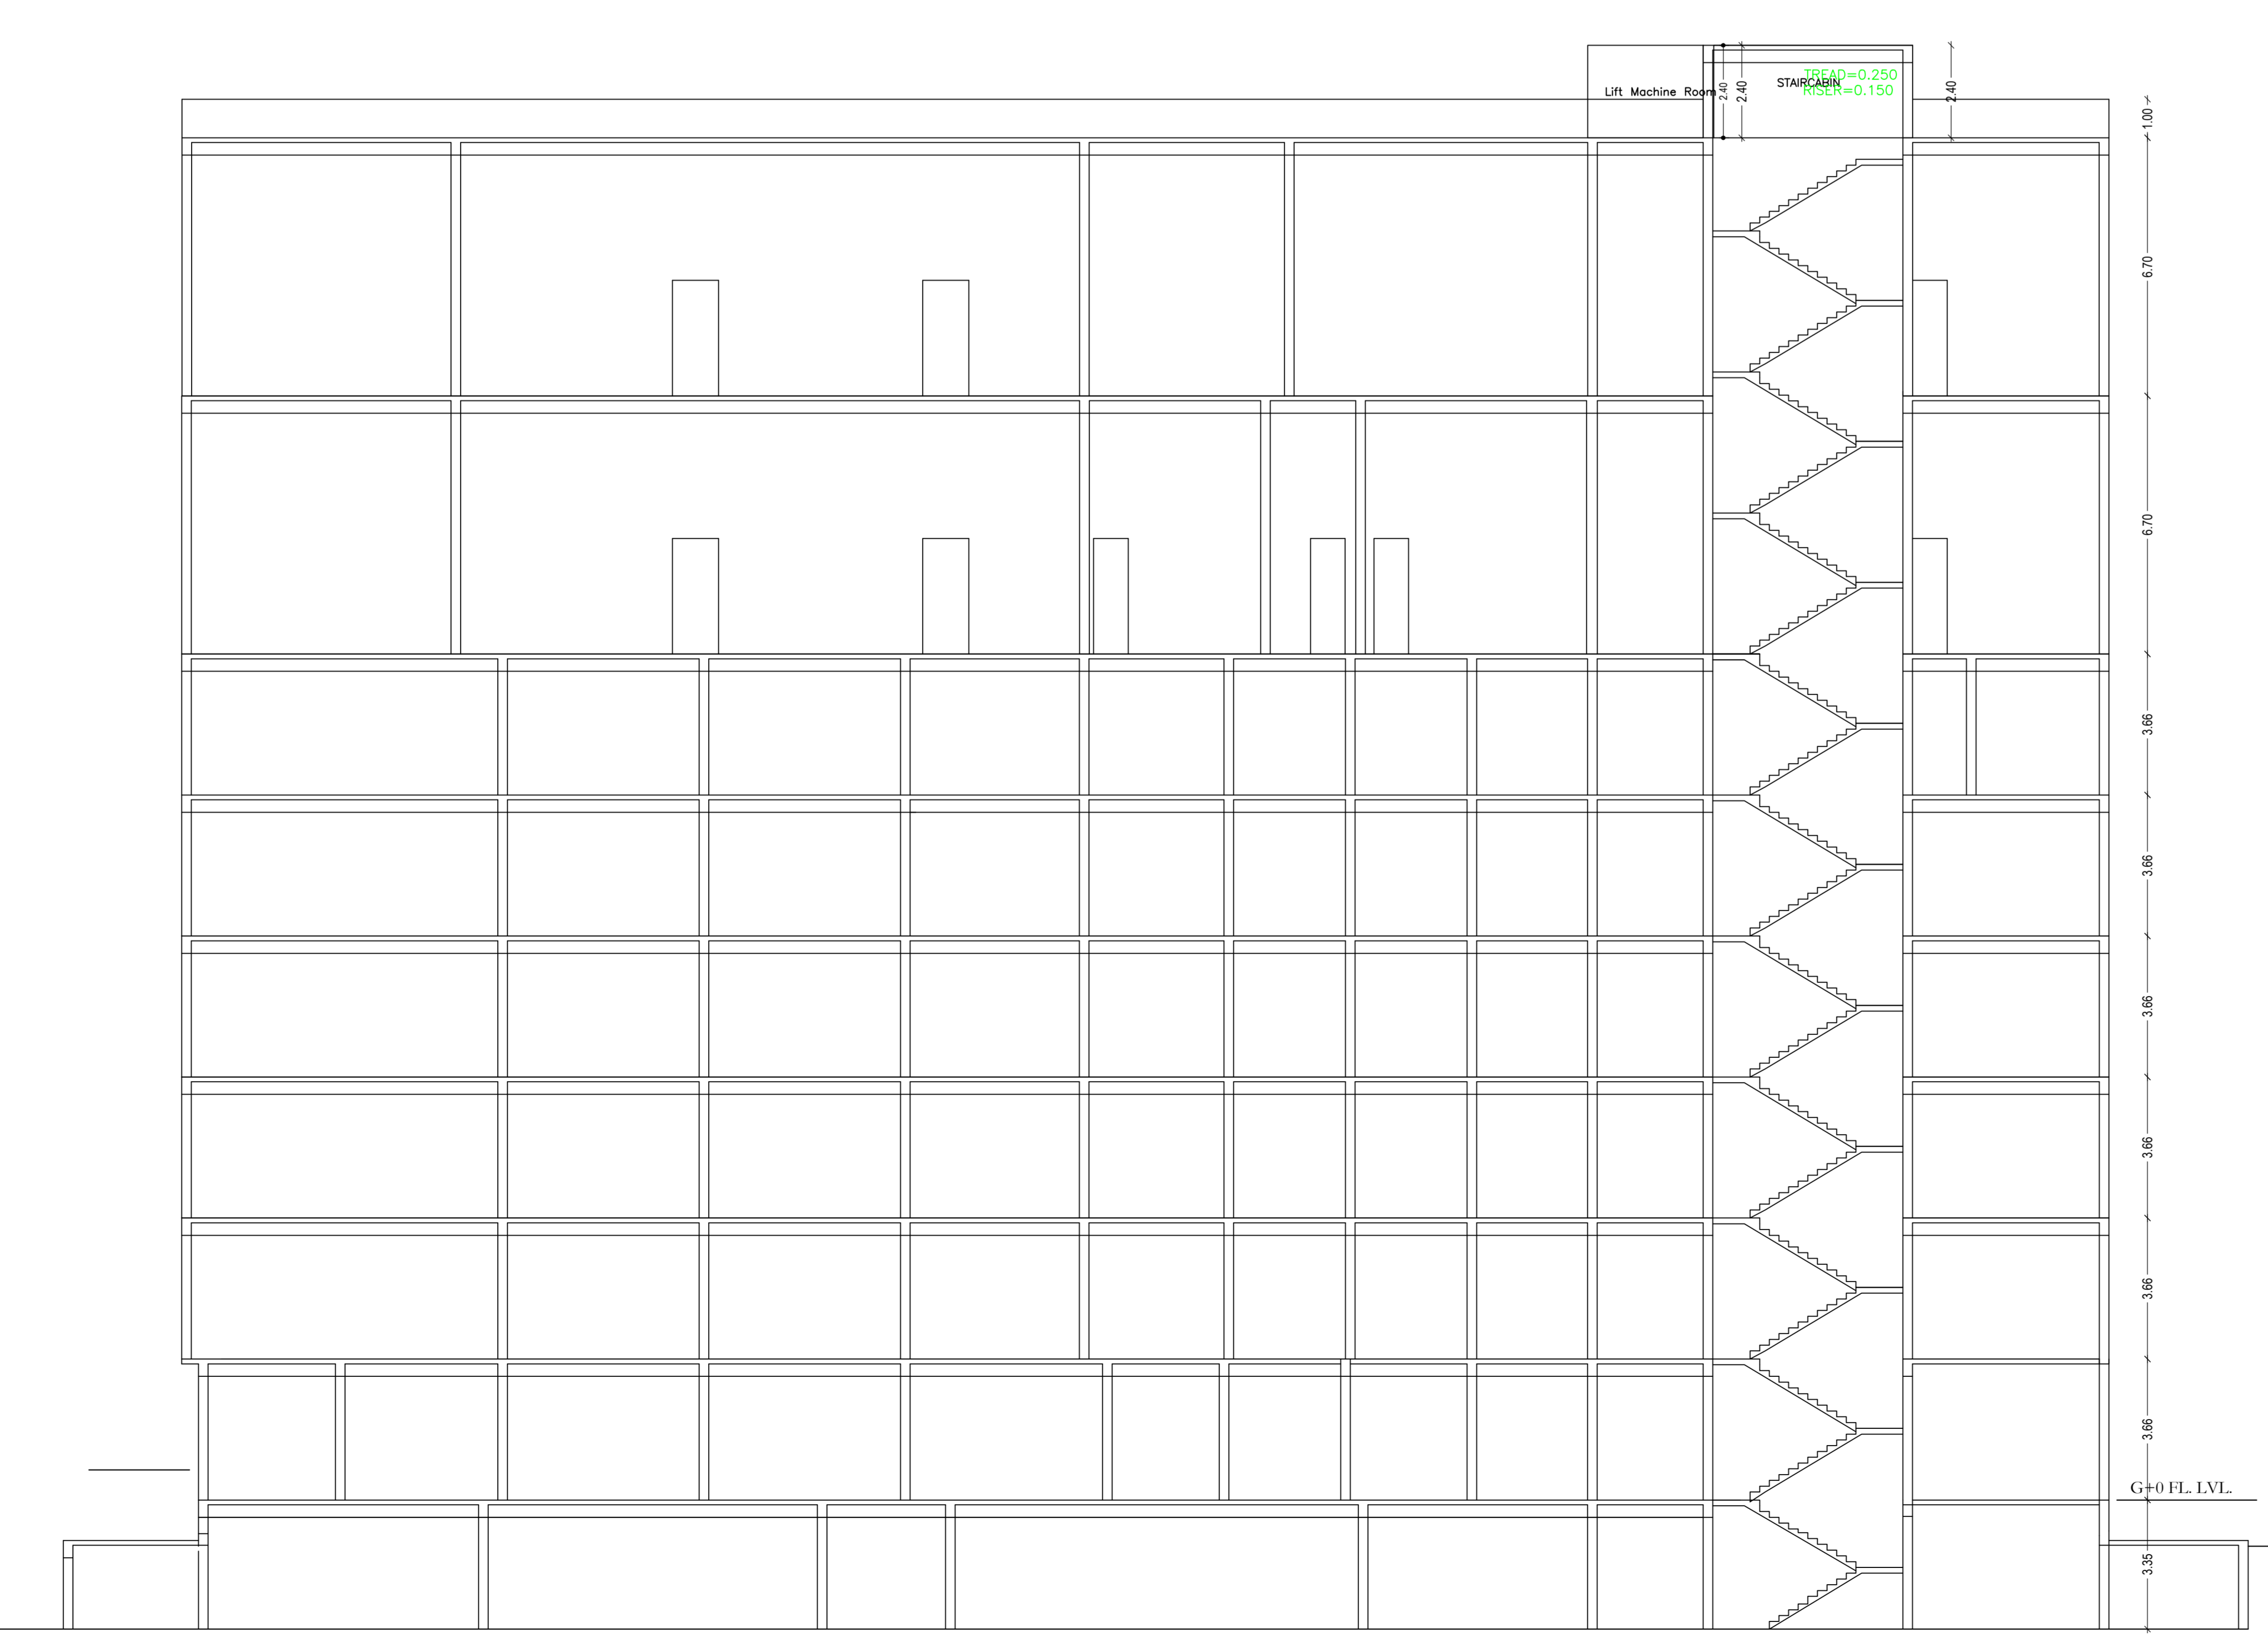 TREAD=0.250
STAIRCABIN
RISER=0.150
Lift Machine Room
2.40
2.40
2.40
1.00
6.70
6.70
3.66
3.66
3.66
3.66
3.66
3.66
G+0 FL. LVL.
3.35